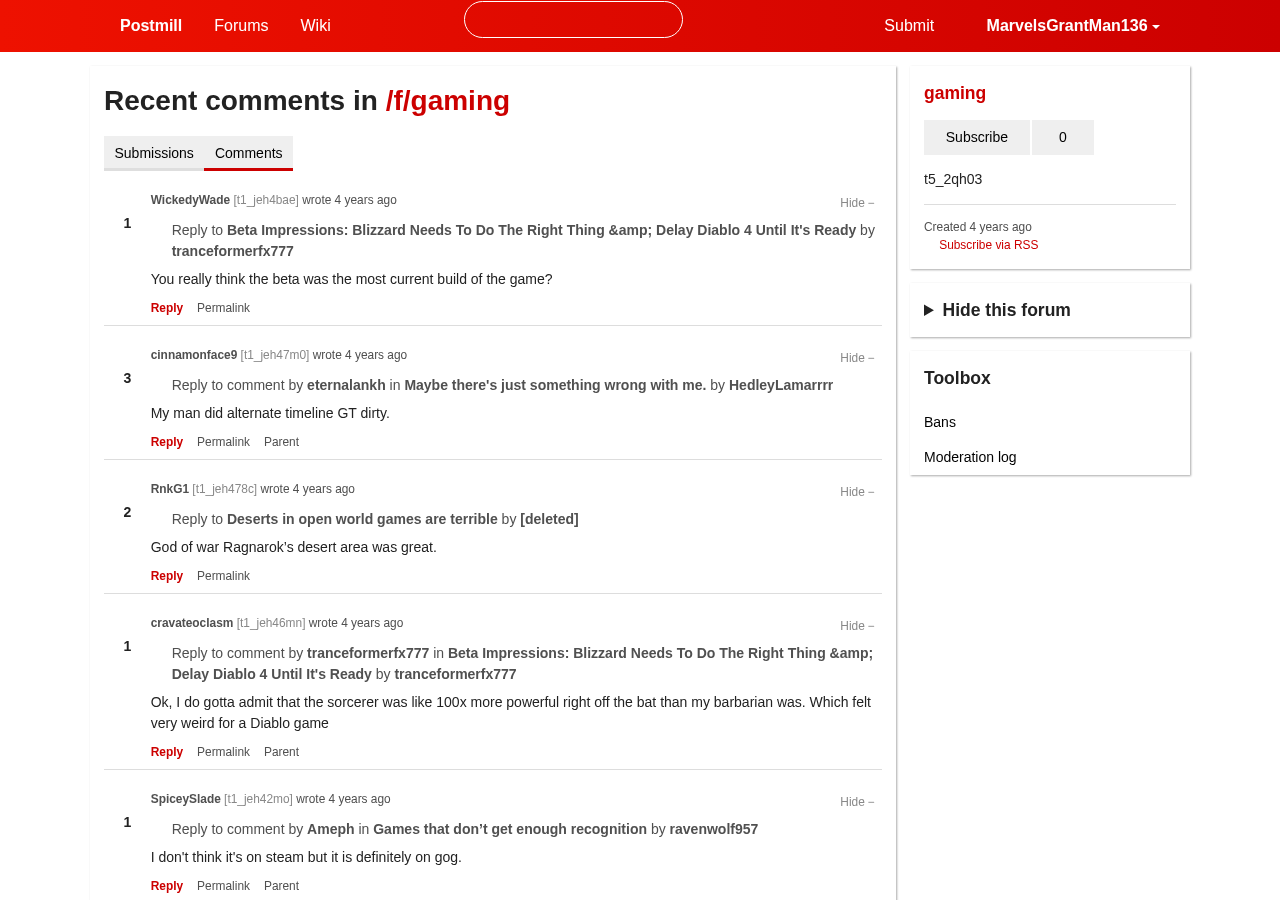 Postmill Forums Wiki Submit MarvelsGrantMan136
Recent comments in /f/gaming
Submissions Comments
WickedyWade [t1_jeh4bae] wrote 4 years ago
Hide −
1
Reply to Beta Impressions: Blizzard Needs To Do The Right Thing &amp; Delay Diablo 4 Until It's Ready by
tranceformerfx777
You really think the beta was the most current build of the game?
Reply Permalink
cinnamonface9 [t1_jeh47m0] wrote 4 years ago
Hide −
3
Reply to comment by eternalankh in Maybe there's just something wrong with me. by HedleyLamarrrr
My man did alternate timeline GT dirty.
Reply Permalink Parent
RnkG1 [t1_jeh478c] wrote 4 years ago
Hide −
2
Reply to Deserts in open world games are terrible by [deleted]
God of war Ragnarok’s desert area was great.
Reply Permalink
cravateoclasm [t1_jeh46mn] wrote 4 years ago
Hide −
1
Reply to comment by tranceformerfx777 in Beta Impressions: Blizzard Needs To Do The Right Thing &amp;
Delay Diablo 4 Until It's Ready by tranceformerfx777
Ok, I do gotta admit that the sorcerer was like 100x more powerful right off the bat than my barbarian was. Which felt
very weird for a Diablo game
Reply Permalink Parent
SpiceySlade [t1_jeh42mo] wrote 4 years ago
Hide −
1
Reply to comment by Ameph in Games that don’t get enough recognition by ravenwolf957
I don't think it's on steam but it is definitely on gog.
Reply Permalink Parent
gaming
Subscribe 0
t5_2qh03
Created 4 years ago
Subscribe via RSS
Hide this forum
Toolbox
Bans
Moderation log